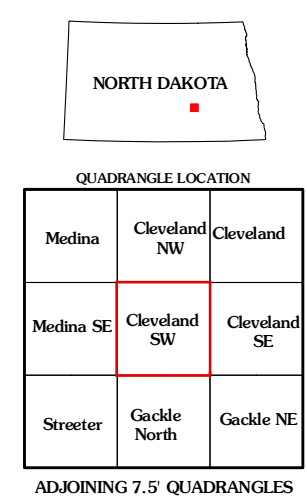 NORTH DAKOTA
QUADRANGLE LOCATION
Medina
Cleveland
NW
Cleveland
Medina SE
Cleveland
SW
Cleveland
SE
Streeter
Gackle
North
Gackle NE
ADJOINING 7.5' QUADRANGLES